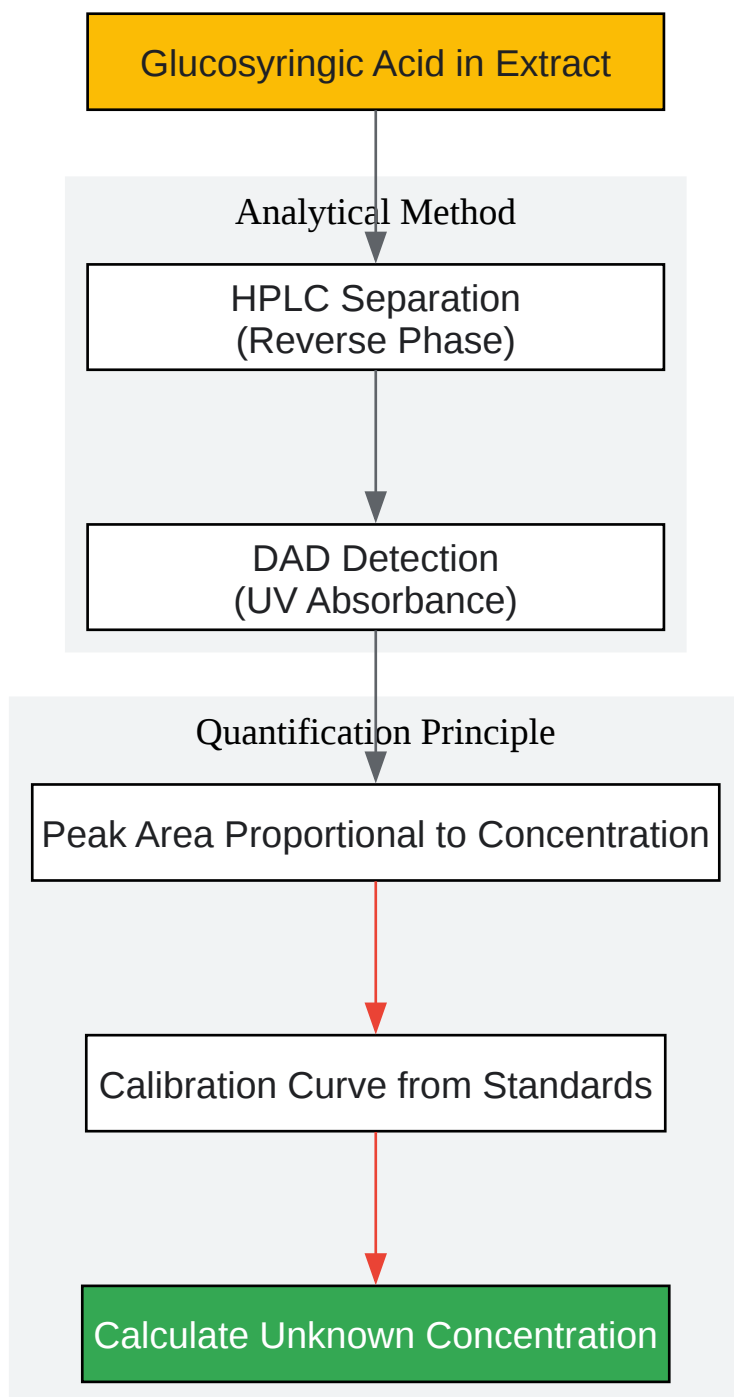 Glucosyringic Acid in Extract
Analytical Method
HPLC Separation
(Reverse Phase)
DAD Detection
(UV Absorbance)
Quantification Principle
Peak Area Proportional to Concentration
Calibration Curve from Standards
Calculate Unknown Concentration